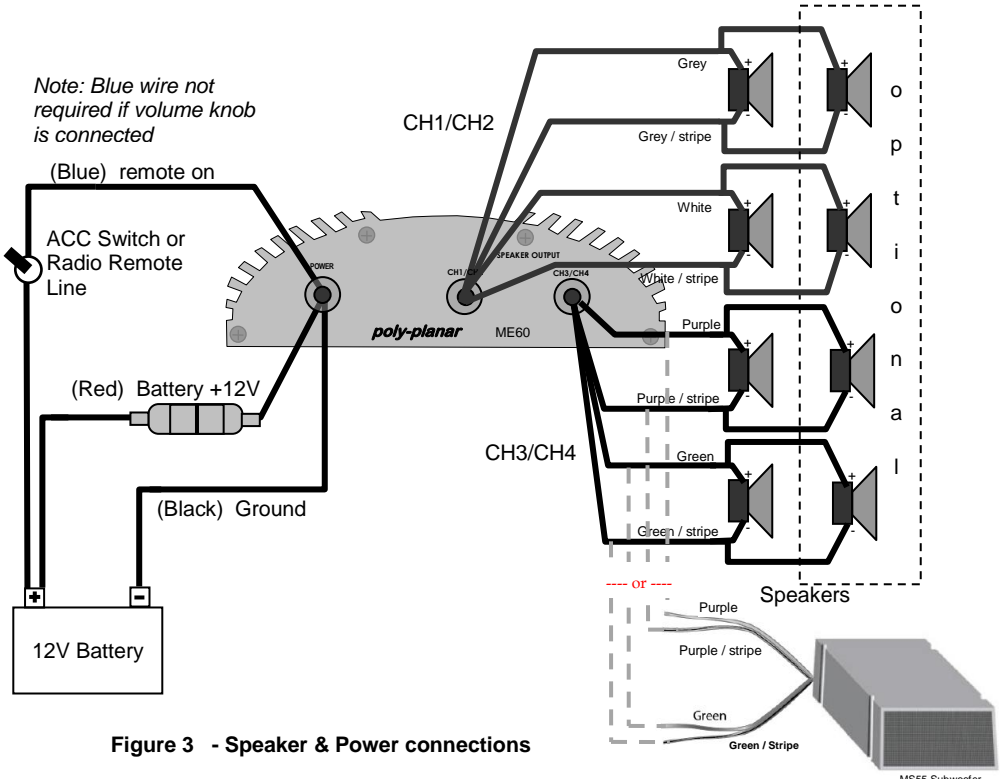 Note: Blue wire not
required if volume knob
is connected
(Blue) remote on
ACC Switch or
Radio Remote
Line
(Red) Battery +12V
(Black) Ground
+
-
12V Battery
POWER
SPEAKER OUTPUT
CH1/C
CH3/CH4
poly-planar ME60
CH1/CH2
CH3/CH4
Grey
Grey / stripe
White
White / stripe
Purple
Purple / stripe
Green
Green / stripe
+
-
+
-
+
-
+
-
+
-
+
-
+
-
+
-
o
p
t
i
o
n
a
l
Speakers
---- or ----
Purple
Purple / stripe
Green
Green / Stripe
MS55 Subwoofer
Figure 3 - Speaker & Power connections